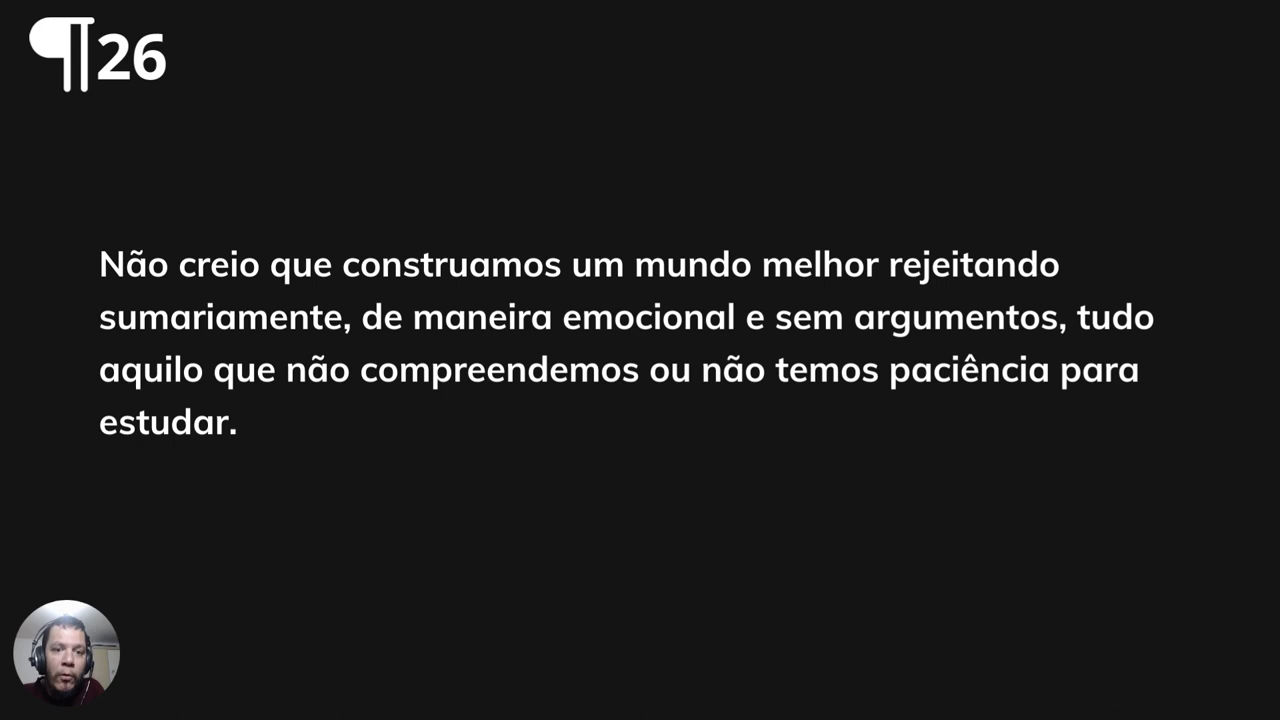 ¶26
Não creio que construamos um mundo melhor rejeitando
sumariamente, de maneira emocional e sem argumentos, tudo
aquilo que não compreendemos ou não temos paciência para
estudar.